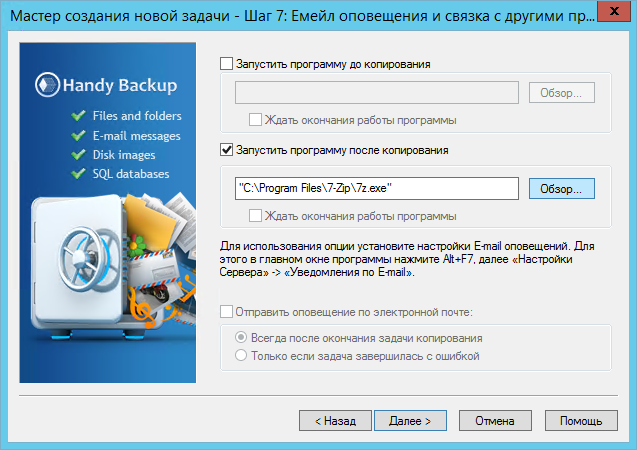 Мастер создания новой задачи - Шаг 7: Емейл оповещения и связка с другими пр...
Handy Backup
Files and folders
E-mail messages
Disk images
SQL databases
Запустить программу до копирования
Обзор...
Ждать окончания работы программы
Запустить программу после копирования
"C:\Program Files\7-Zip\7z.exe"
Обзор...
Ждать окончания работы программы
Для использования опции установите настройки E-mail оповещений. Для
этого в главном окне программы нажмите Alt+F7, далее «Настройки
Сервера» -> «Уведомления по E-mail».
Отправить оповещение по электронной почте:
Всегда после окончания задачи копирования
Только если задача завершилась с ошибкой
< Назад
Далее >
Отмена
Помощь